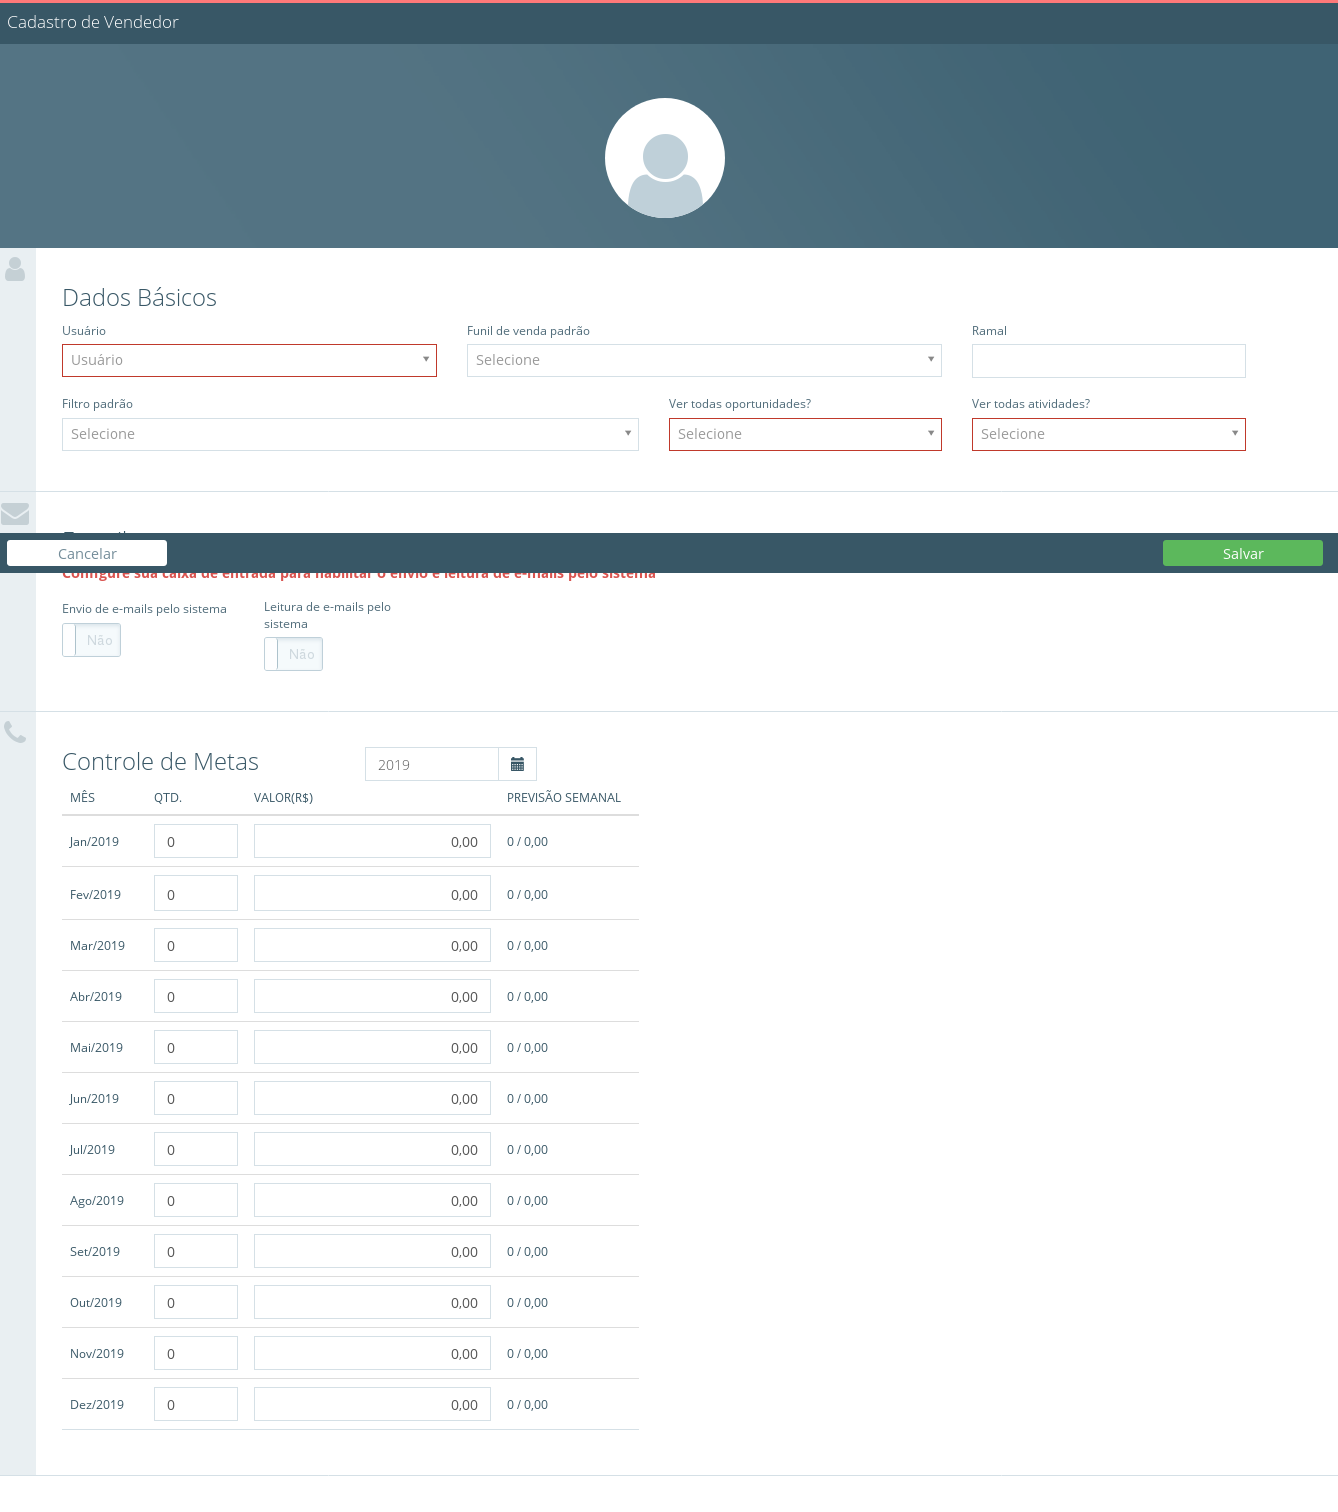 Cadastro de Vendedor
Dados Básicos
Usuário Funil de venda padrão Ramal
Usuário Selecione
Filtro padrão Ver todas oportunidades? Ver todas atividades?
Selecione Selecione Selecione
Cancelar Salvar
Configure sua caixa de entrada para habilitar o envio e leitura de e-mails pelo sistema
Envio de e-mails pelo sistema Leitura de e-mails pelo
sistema
Não Não
Controle de Metas 2019
MÊS QTD. VALOR(R$) PREVISÃO SEMANAL
Jan/2019 0 0,00 0 / 0,00
Fev/2019 0 0,00 0 / 0,00
Mar/2019 0 0,00 0 / 0,00
Abr/2019 0 0,00 0 / 0,00
Mai/2019 0 0,00 0 / 0,00
Jun/2019 0 0,00 0 / 0,00
Jul/2019 0 0,00 0 / 0,00
Ago/2019 0 0,00 0 / 0,00
Set/2019 0 0,00 0 / 0,00
Out/2019 0 0,00 0 / 0,00
Nov/2019 0 0,00 0 / 0,00
Dez/2019 0 0,00 0 / 0,00